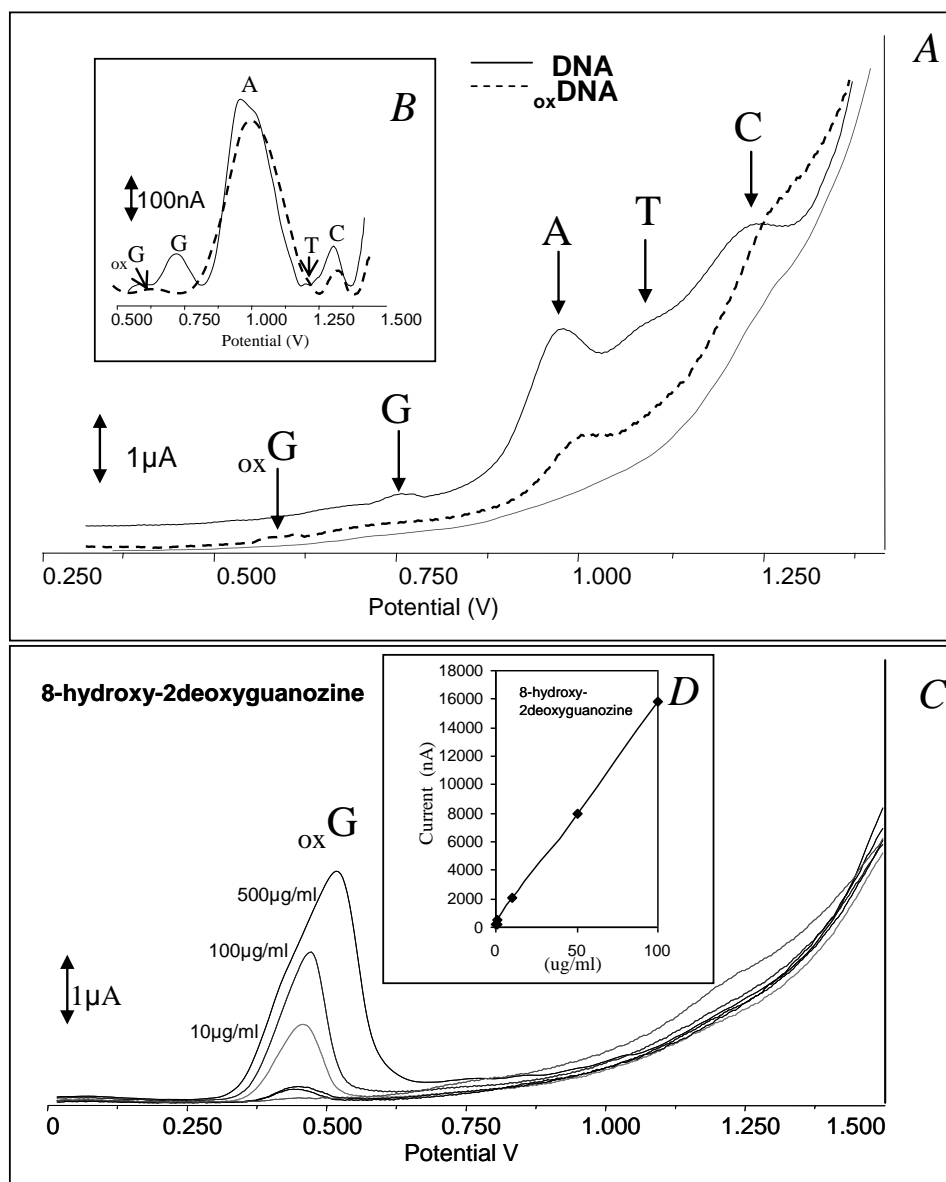 A
DNA
oxDNA
B
A
100nA
oxG
G
T
C
0.500 0.750 1.000 1.250 1.500
Potential (V)
C
T
A
G
oxG
1µA
0.250 0.500 0.750 1.000 1.250
Potential (V)
8-hydroxy-2deoxyguanozine
C
D
8-hydroxy-
2deoxyguanozine
18000
16000
14000
12000
10000
8000
6000
4000
2000
0
Current (nA)
0 50 100
(ug/ml)
oxG
500µg/ml
100µg/ml
10µg/ml
1µA
0 0.250 0.500 0.750 1.000 1.250 1.500
Potential V